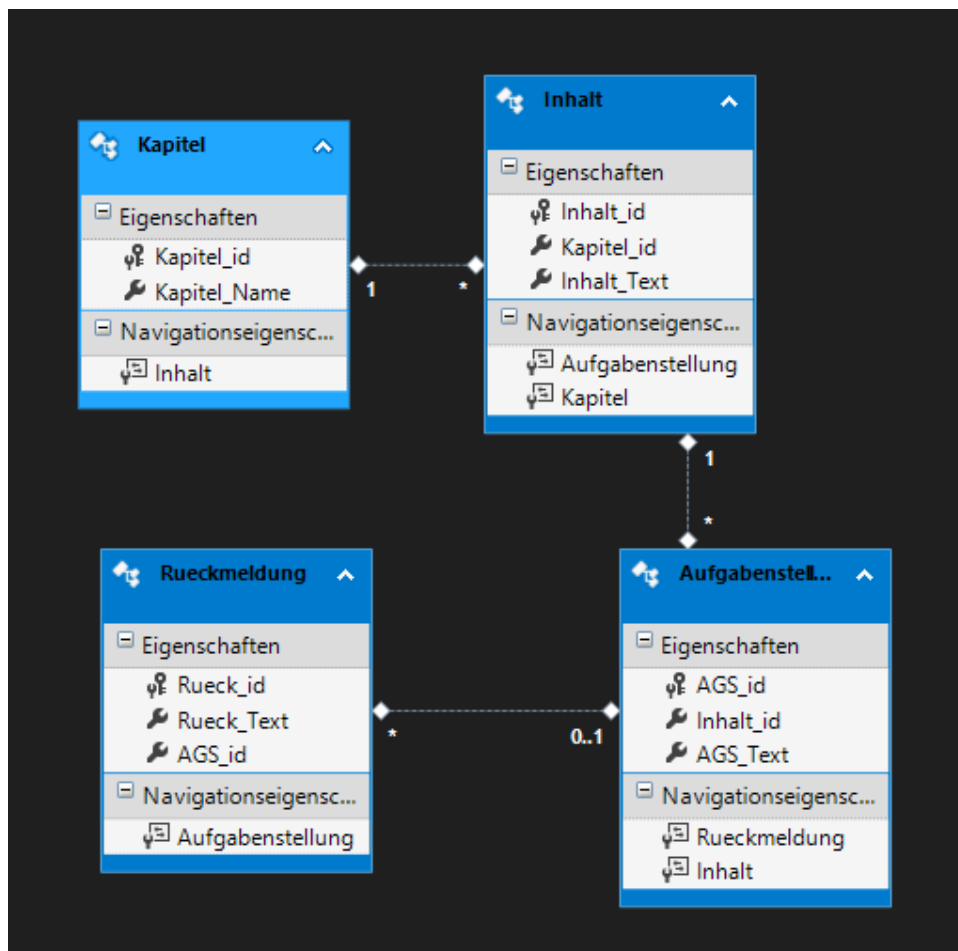 Kapitel
Eigenschaften
Kapitel_id
Kapitel_Name
Navigationseigensc...
Inhalt
1
*
Inhalt
Eigenschaften
Inhalt_id
Kapitel_id
Inhalt_Text
Navigationseigensc...
Aufgabenstellung
Kapitel
1
*
Rueckmeldung
Eigenschaften
Rueck_id
Rueck_Text
AGS_id
Navigationseigensc...
Aufgabenstellung
*
0..1
Aufgabenstell...
Eigenschaften
AGS_id
Inhalt_id
AGS_Text
Navigationseigensc...
Rueckmeldung
Inhalt